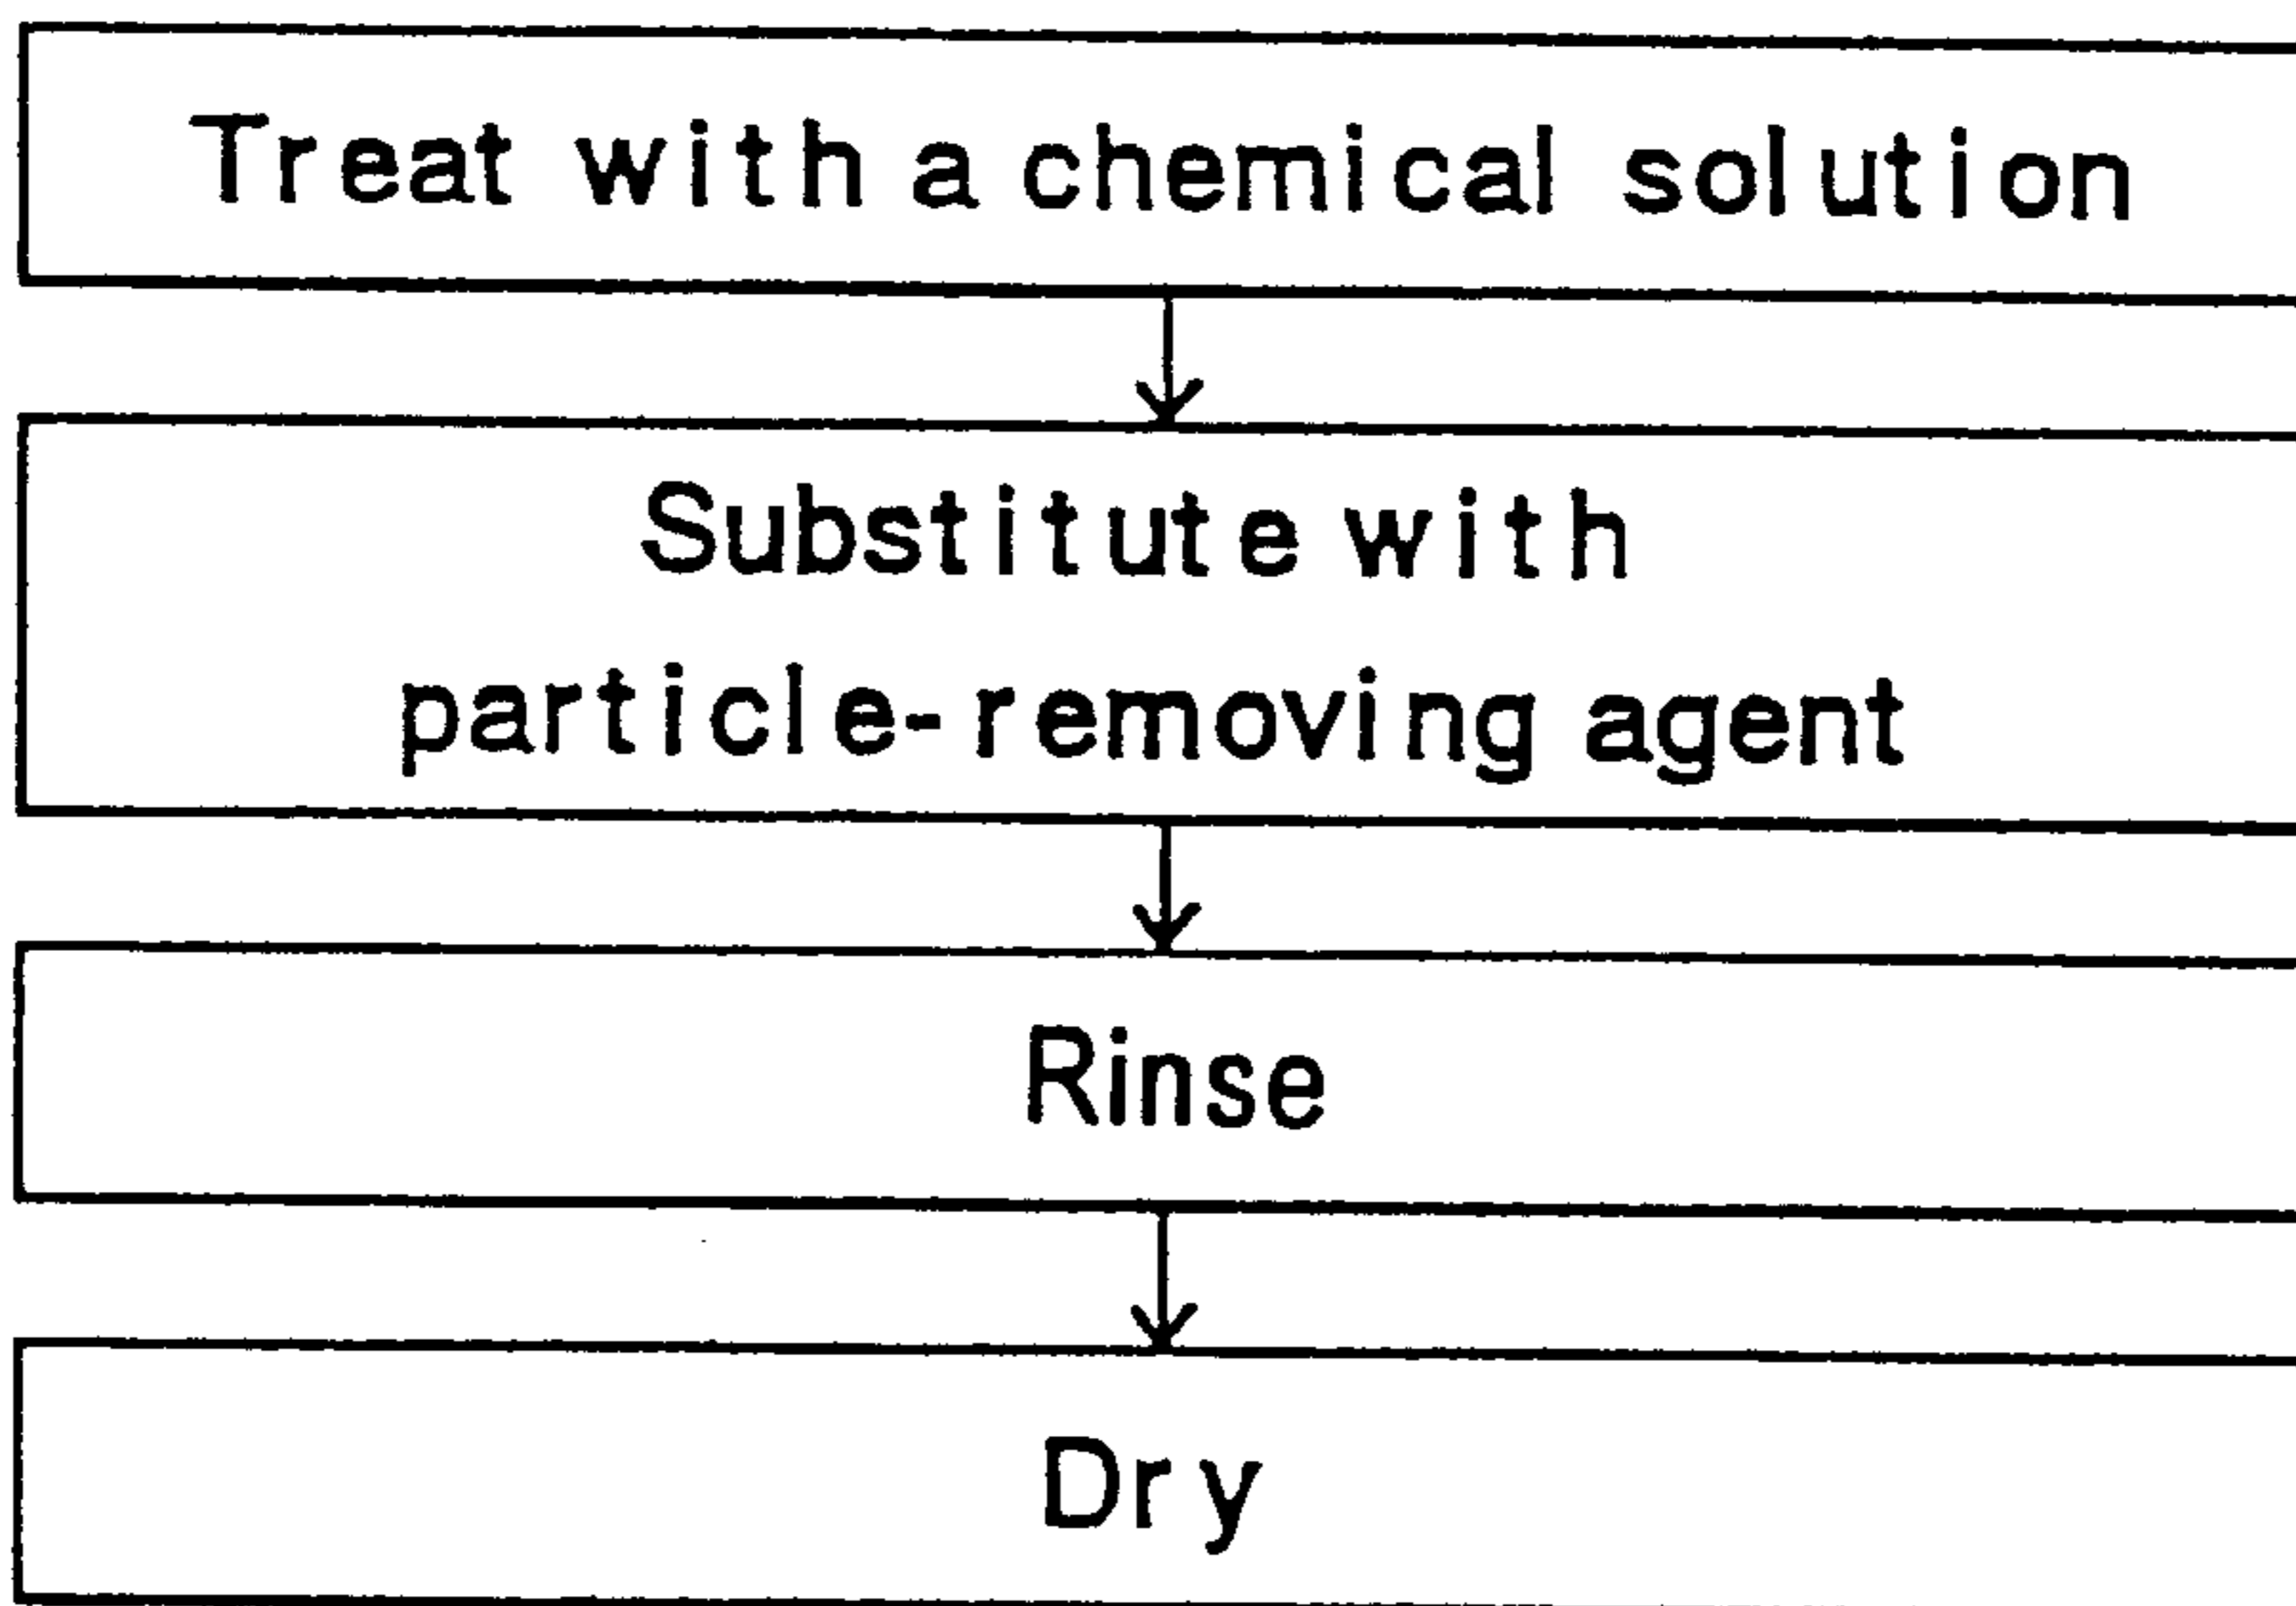 Treat with a chemical solution
Substitute with
particle-removing agent
Rinse
Dry